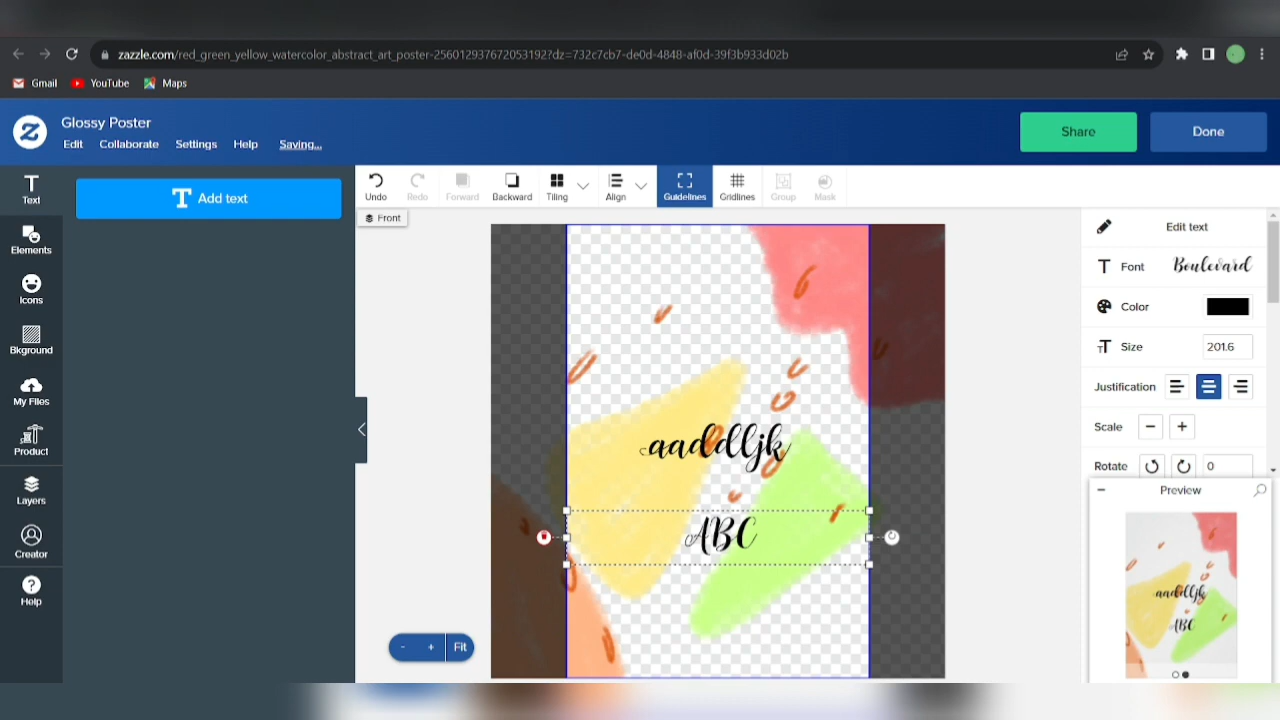 zazzle.com/red_green_yellow_watercolor_abstract_art_poster-256012937672053192?dz=732c7cb7-de0d-4848-af0d-39f3b933d02b
Gmail YouTube Maps
Glossy Poster
Edit Collaborate Settings Help Saving...
Share Done
Text
Elements
Icons
Bkground
My Files
Product
Layers
Creator
Help
Add text
Undo Redo Forward Backward Tiling Align Guidelines Gridlines Group Mask
Front
aaddljk
ABC
- + Fit
Edit text
Font Boulevard
Color
Size 201.6
Justification
Scale
Rotate 0
Preview
aaddljk
ABC